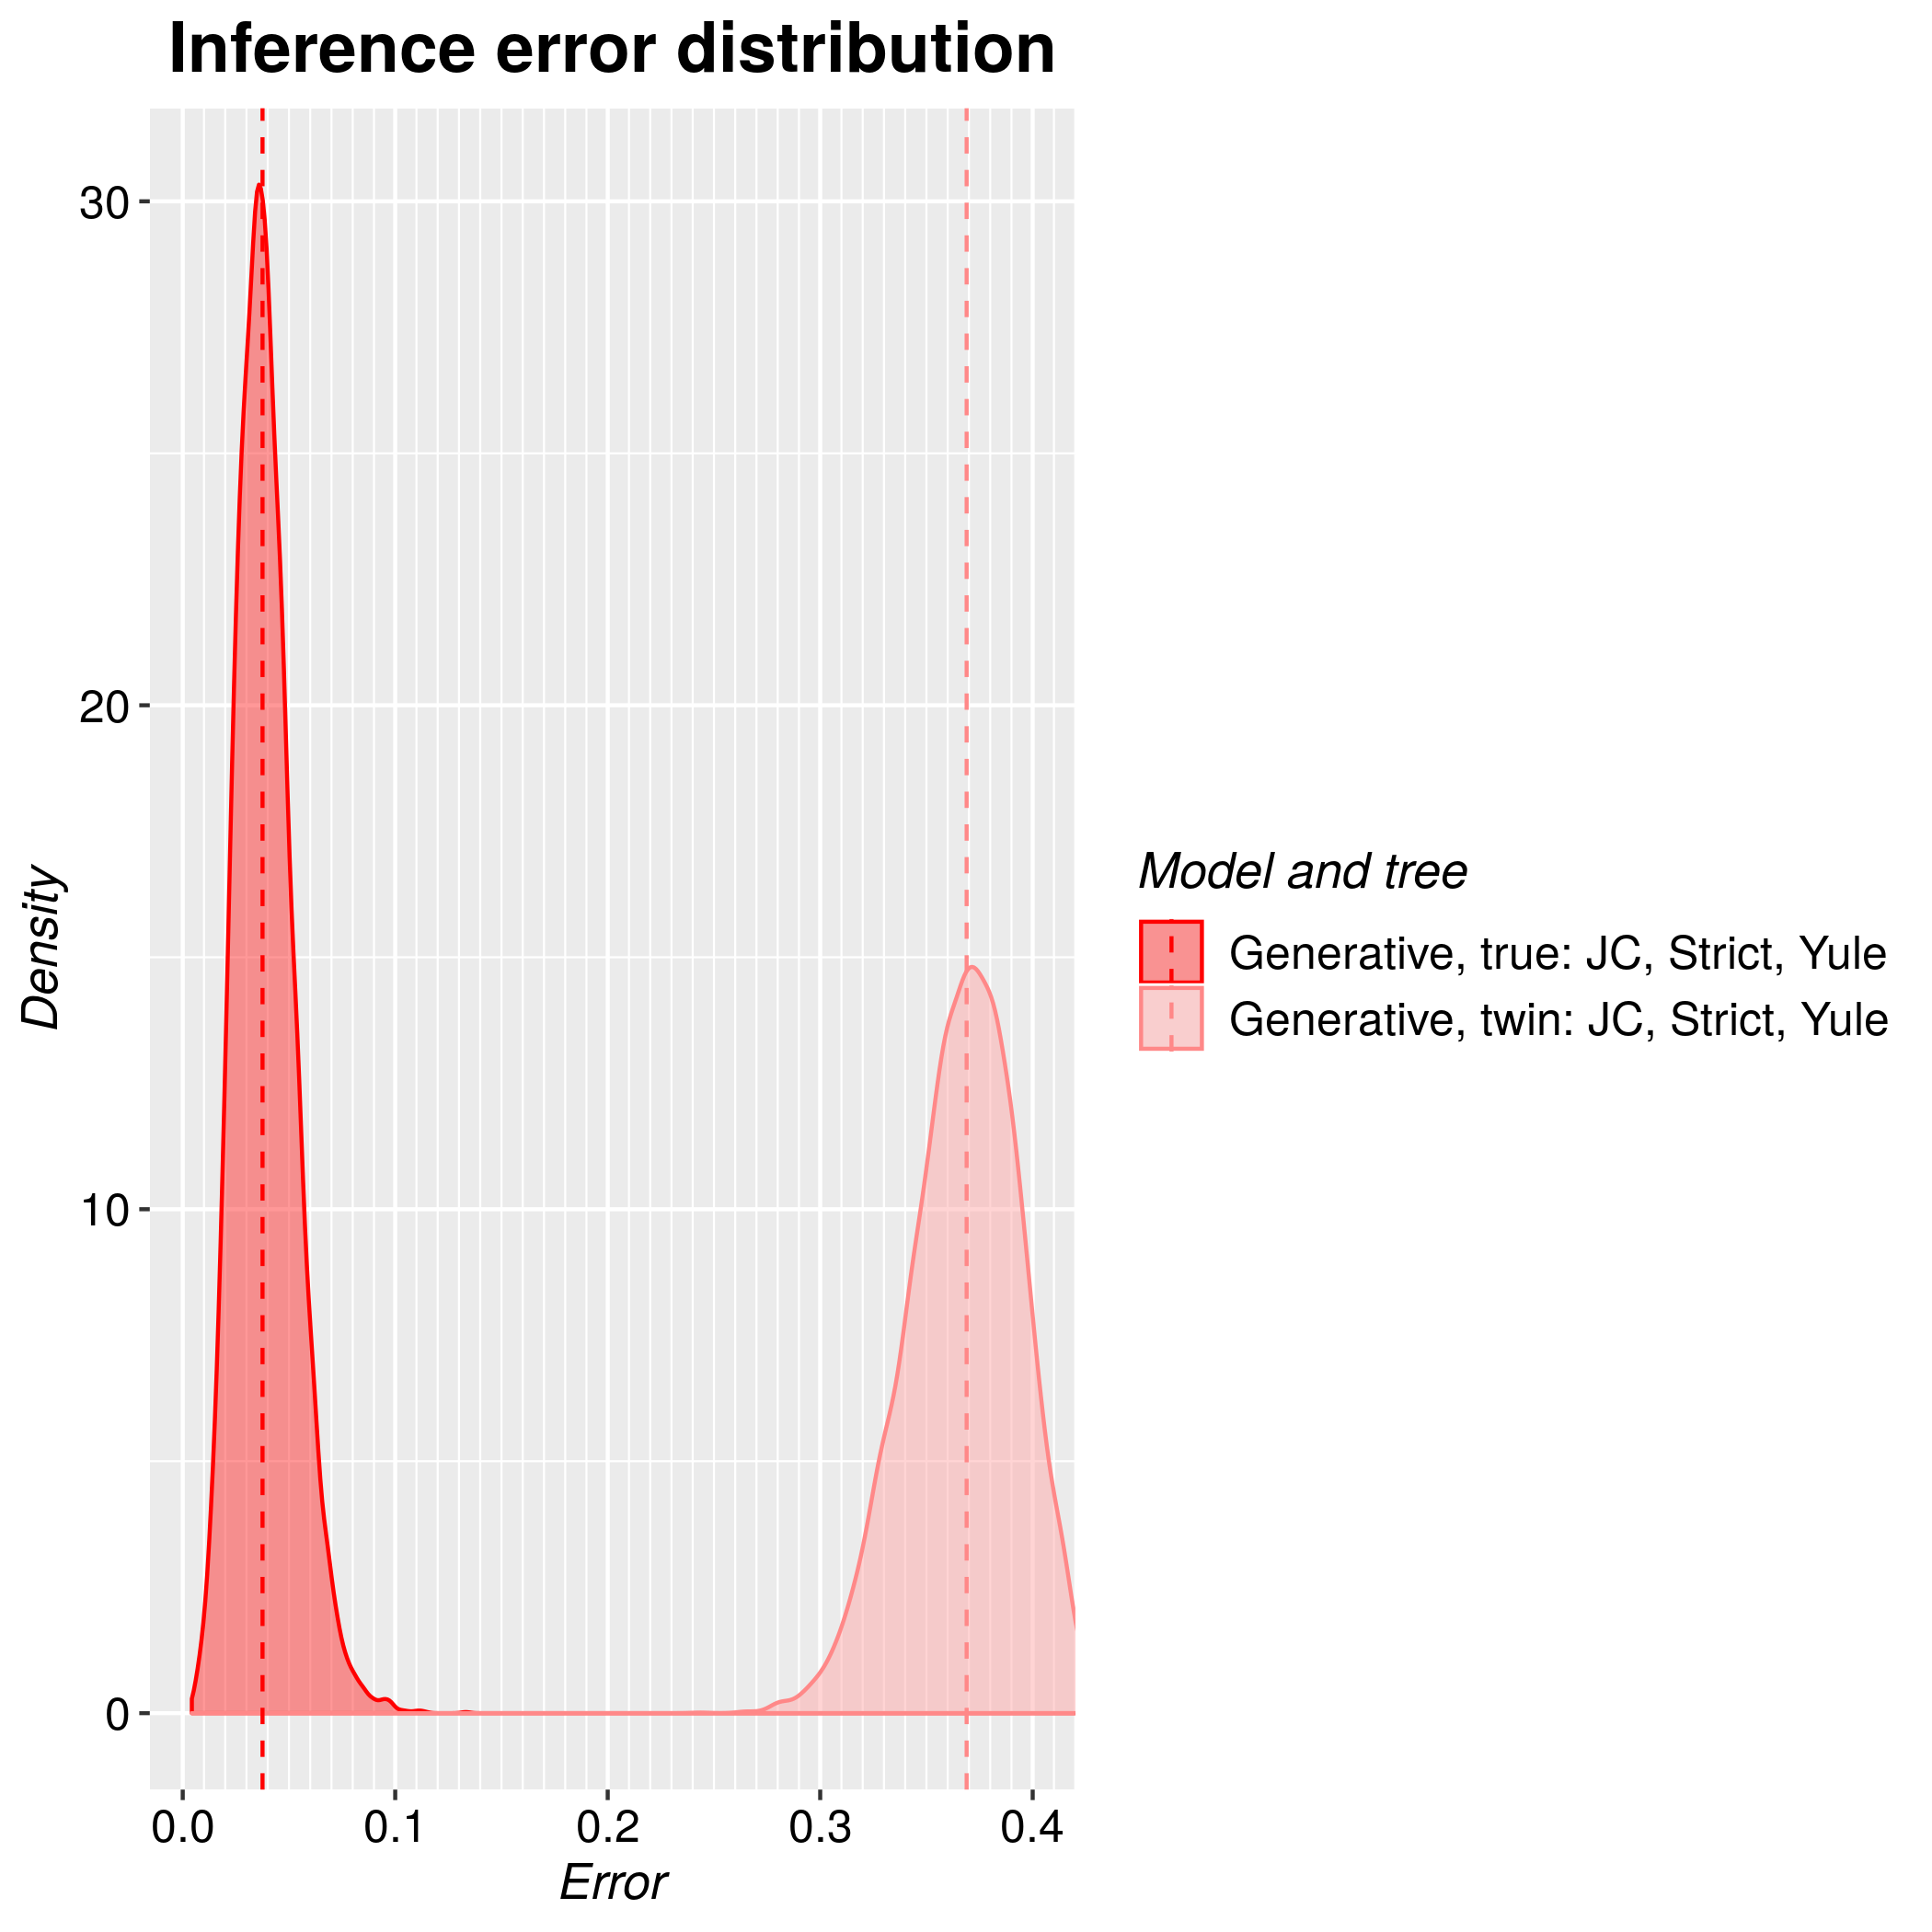 Inference error distribution
30
20
10
0
Density
0.0 0.1 0.2 0.3 0.4
Error
Model and tree
Generative, true: JC, Strict, Yule
Generative, twin: JC, Strict, Yule